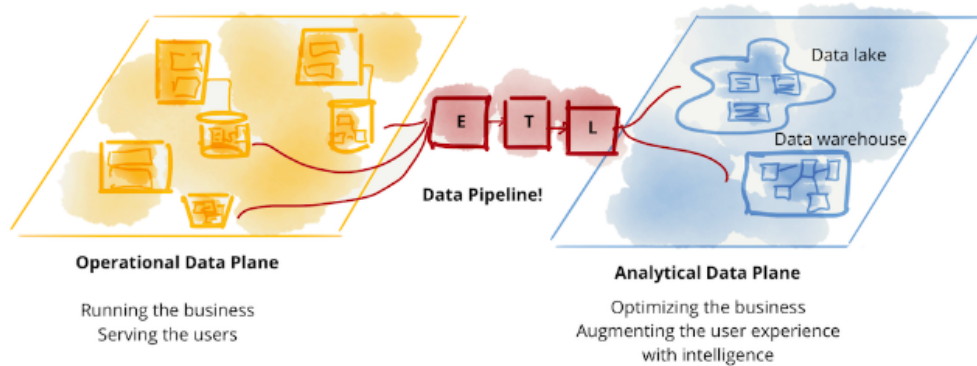 Data lake
E
T
L
Data warehouse
Data Pipeline!
Operational Data Plane
Running the business
Serving the users
Analytical Data Plane
Optimizing the business
Augmenting the user experience
with intelligence